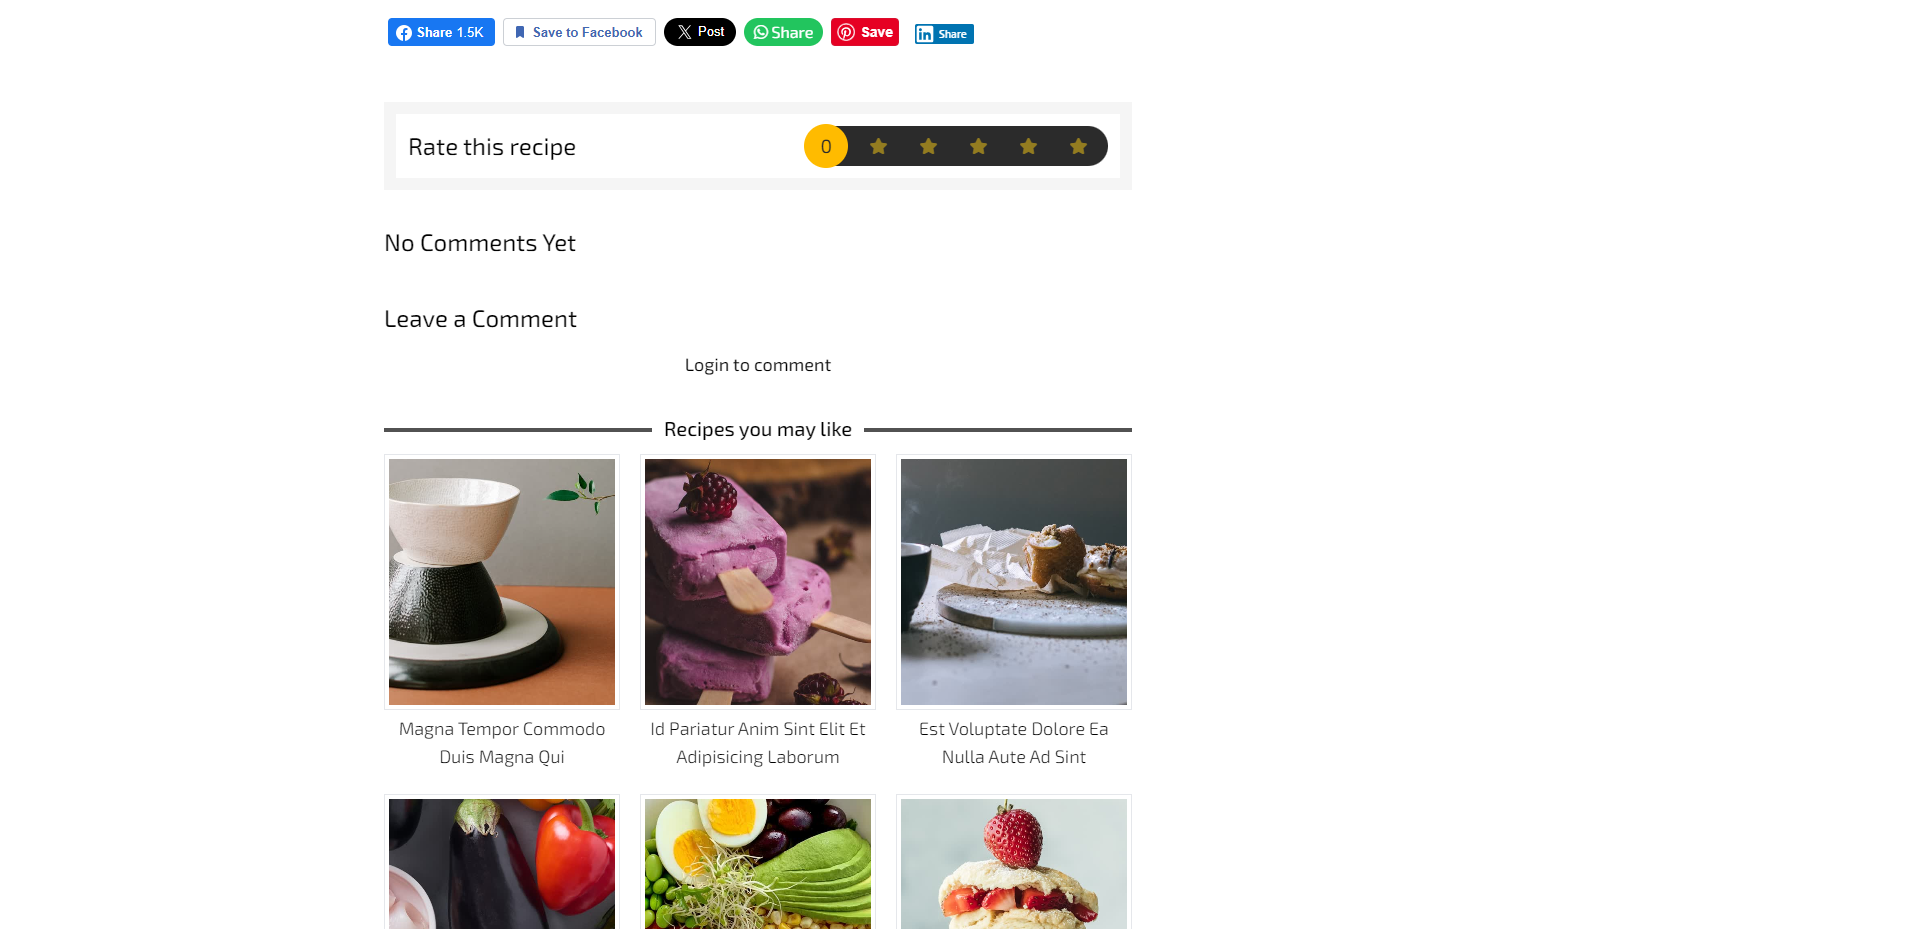 Share 1.5K
Save to Facebook
Post
Share
Save
in Share
Rate this recipe
0
No Comments Yet
Leave a Comment
Login to comment
Recipes you may like
Magna Tempor Commodo
Duis Magna Qui
Id Pariatur Anim Sint Elit Et
Adipisicing Laborum
Est Voluptate Dolore Ea
Nulla Aute Ad Sint